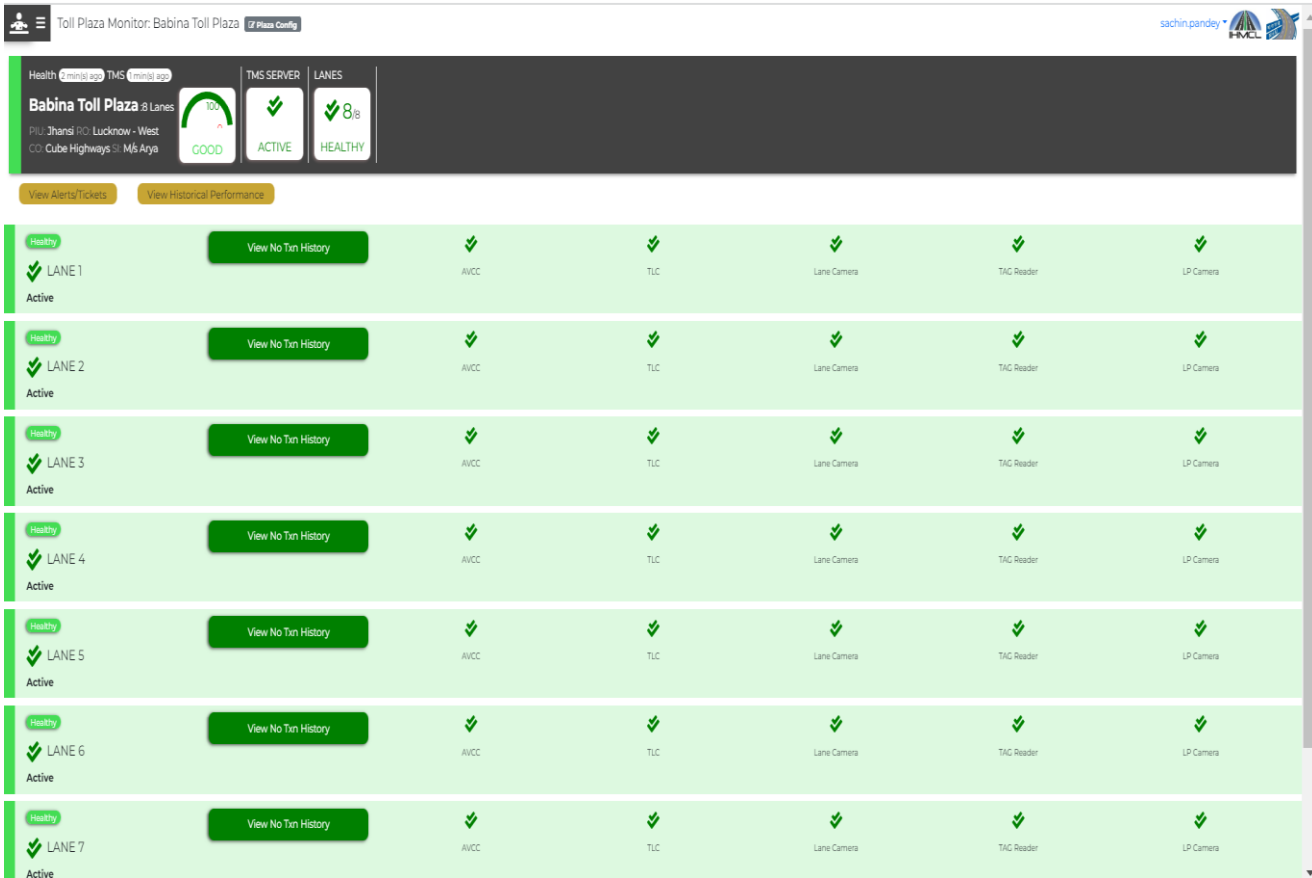 Toll Plaza Monitor: Babina Toll Plaza Plaza Config
sachin.pandey
IHMCL
Health 2 min(s) ago TMS 1 min(s) ago
TMS SERVER
LANES
Babina Toll Plaza :8 Lanes
100
8/8
PIU: Jhansi RO: Lucknow - West
CO: Cube Highways SI: M/s Arya
GOOD
ACTIVE
HEALTHY
View Alerts/Tickets
View Historical Performance
Healthy
View No Txn History
LANE 1
AVCC TLC Lane Camera TAG Reader LP Camera
Active
Healthy
View No Txn History
LANE 2
AVCC TLC Lane Camera TAG Reader LP Camera
Active
Healthy
View No Txn History
LANE 3
AVCC TLC Lane Camera TAG Reader LP Camera
Active
Healthy
View No Txn History
LANE 4
AVCC TLC Lane Camera TAG Reader LP Camera
Active
Healthy
View No Txn History
LANE 5
AVCC TLC Lane Camera TAG Reader LP Camera
Active
Healthy
View No Txn History
LANE 6
AVCC TLC Lane Camera TAG Reader LP Camera
Active
Healthy
View No Txn History
LANE 7
AVCC TLC Lane Camera TAG Reader LP Camera
Active